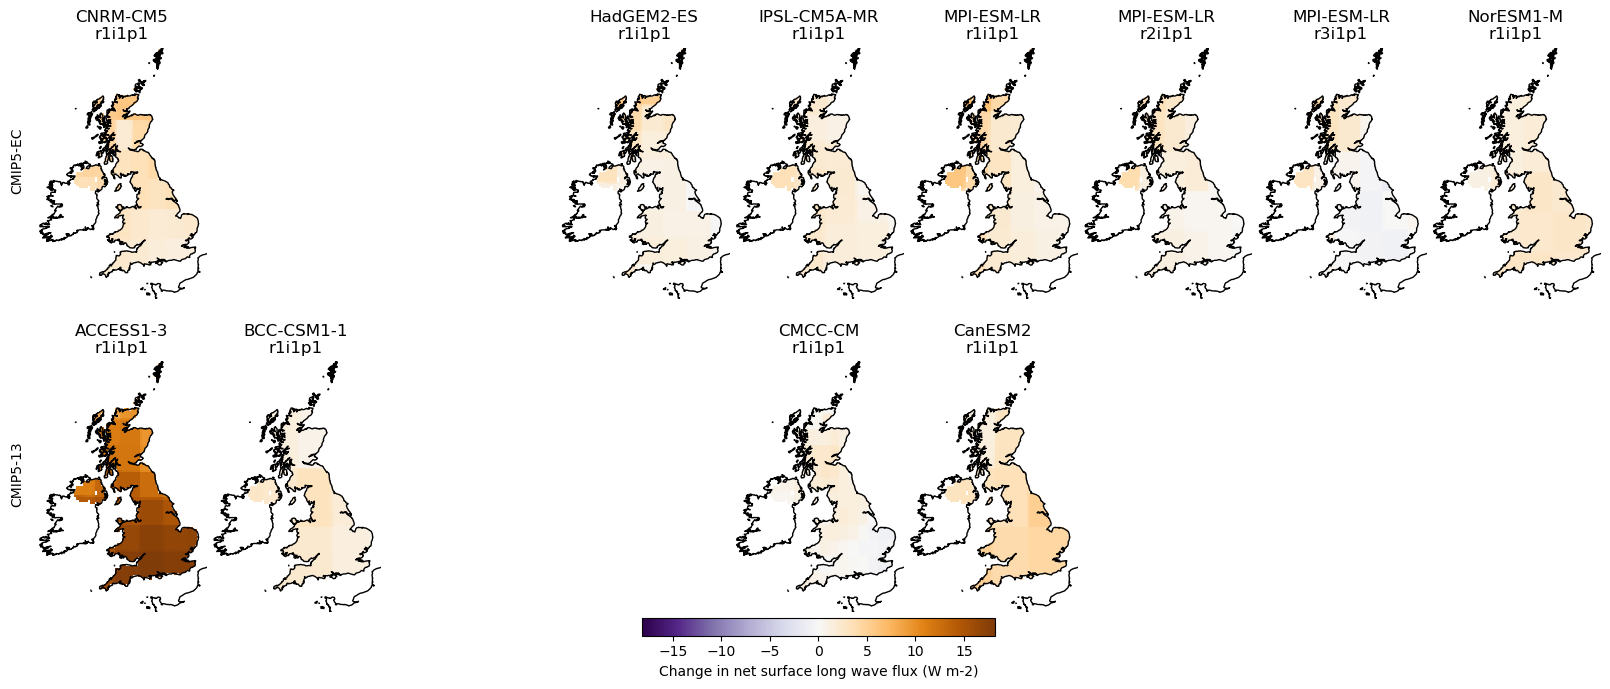 CNRM-CM5
r1i1p1
HadGEM2-ES
r1i1p1
IPSL-CM5A-MR
r1i1p1
MPI-ESM-LR
r1i1p1
MPI-ESM-LR
r2i1p1
MPI-ESM-LR
r3i1p1
NorESM1-M
r1i1p1
CMIP5-EC
ACCESS1-3
r1i1p1
BCC-CSM1-1
r1i1p1
CMCC-CM
r1i1p1
CanESM2
r1i1p1
CMIP5-13
−15 −10 −5 0 5 10 15
Change in net surface long wave flux (W m-2)